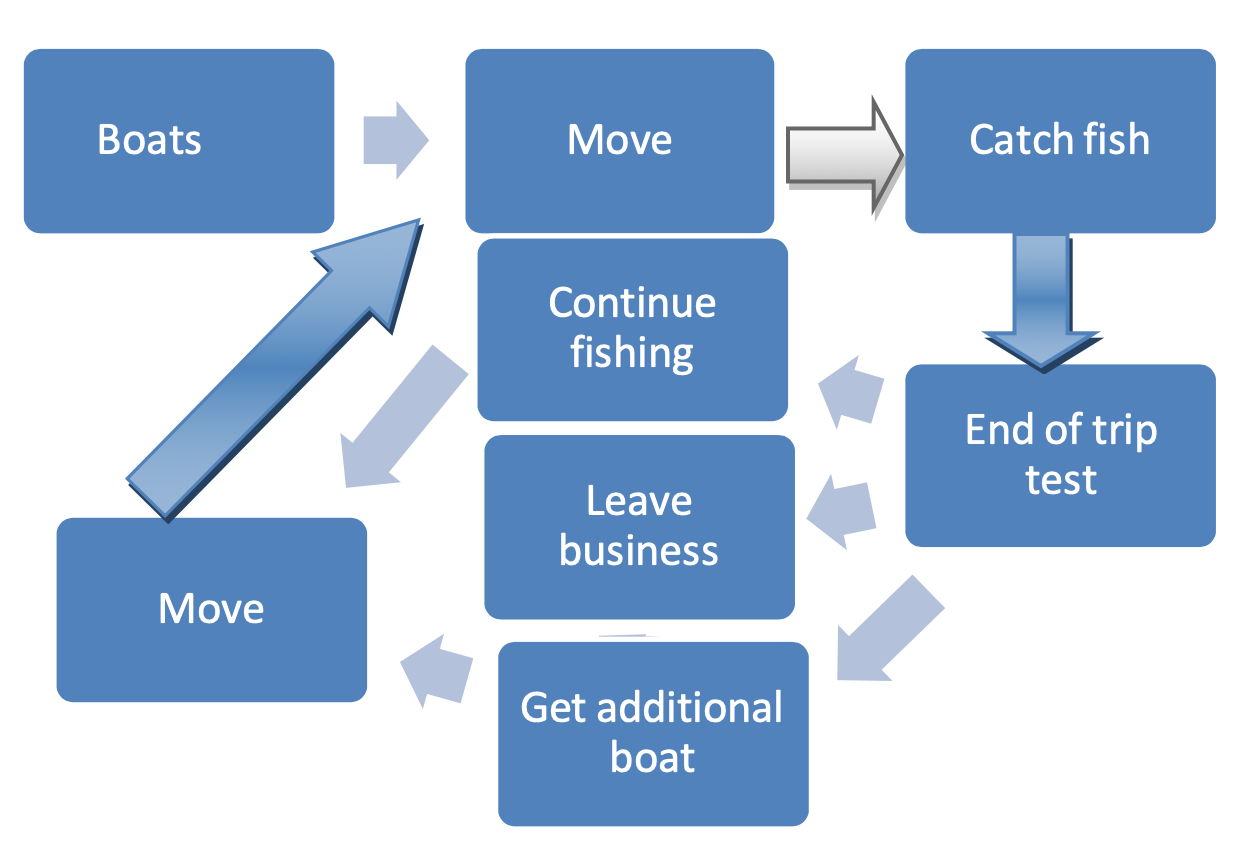 Boats
Move
Catch fish
Continue
fishing
End of trip
test
Leave
business
Move
Get additional
boat